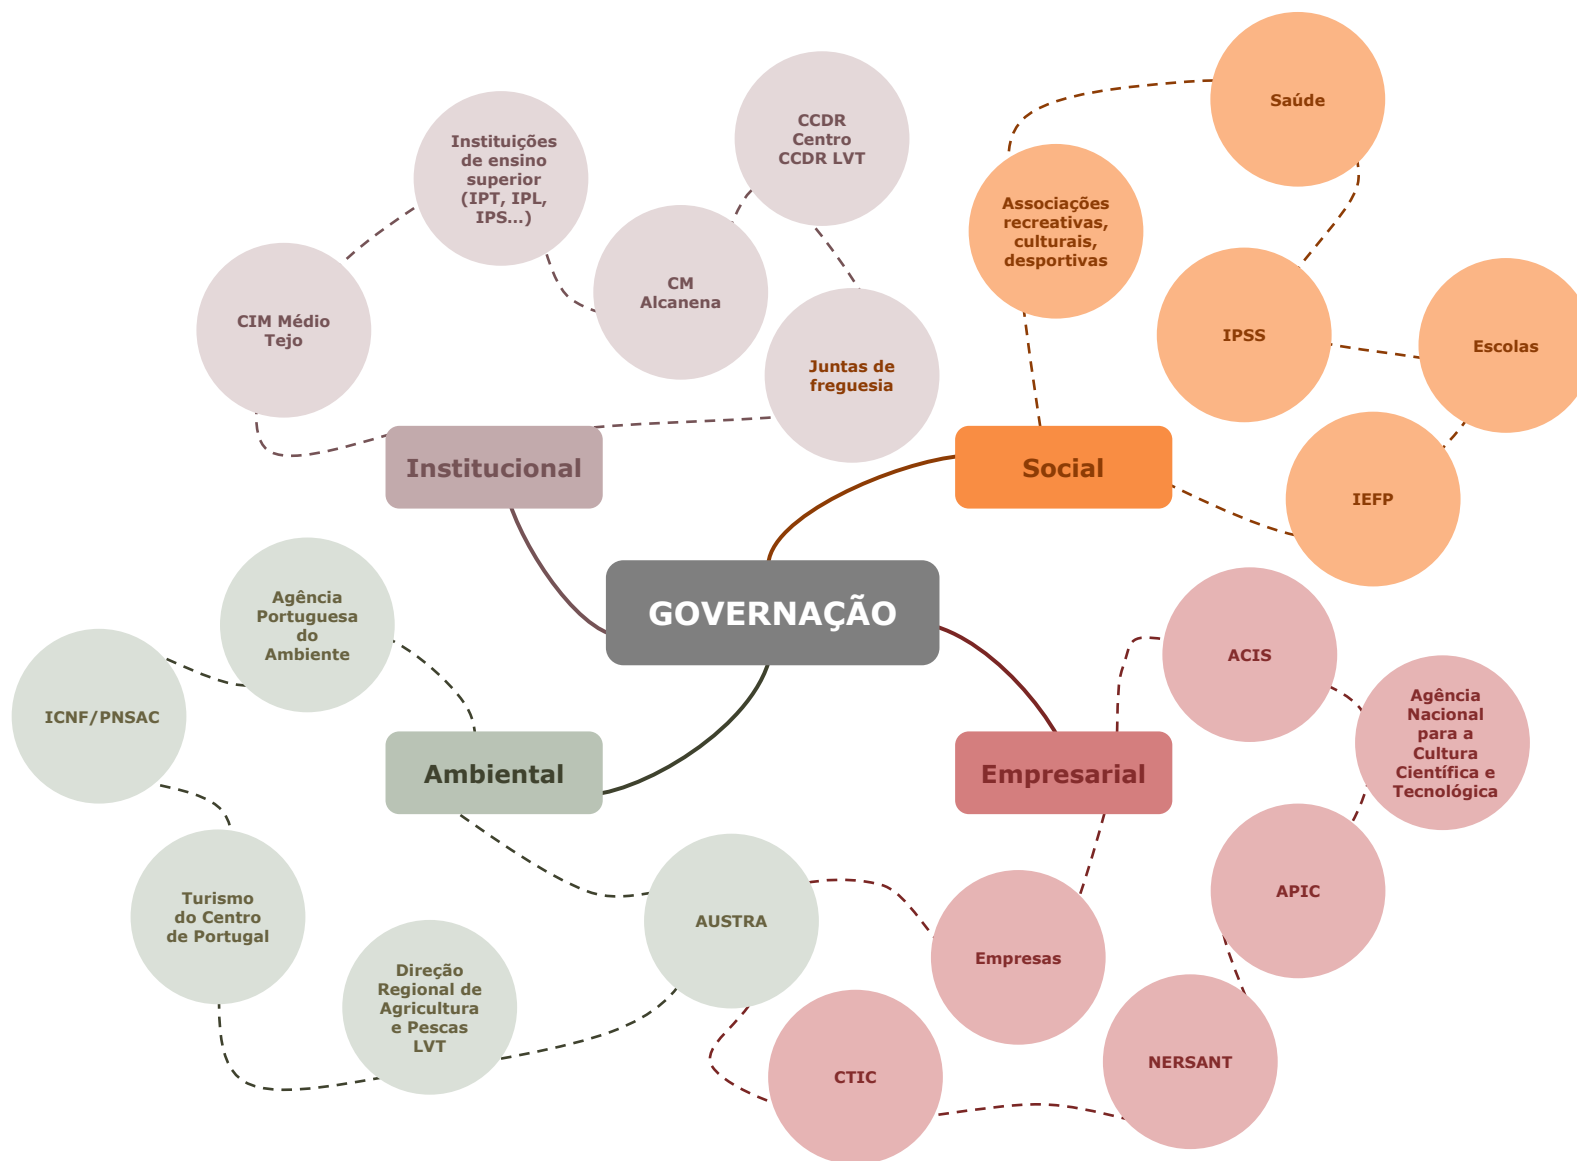 Saúde
CCDR
Centro
CCDR LVT
Instituições
de ensino
superior
(IPT, IPL,
IPS...)
Associações
recreativas,
culturais,
desportivas
CM
Alcanena
CIM Médio
Tejo
IPSS
Escolas
Juntas de
freguesia
Institucional
Social
IEFP
GOVERNAÇÃO
Agência
Portuguesa
do
Ambiente
ACIS
ICNF/PNSAC
Agência
Nacional
para a
Cultura
Científica e
Tecnológica
Ambiental
Empresarial
APIC
Turismo
do Centro
de Portugal
AUSTRA
Empresas
Direção
Regional de
Agricultura
e Pescas
LVT
NERSANT
CTIC